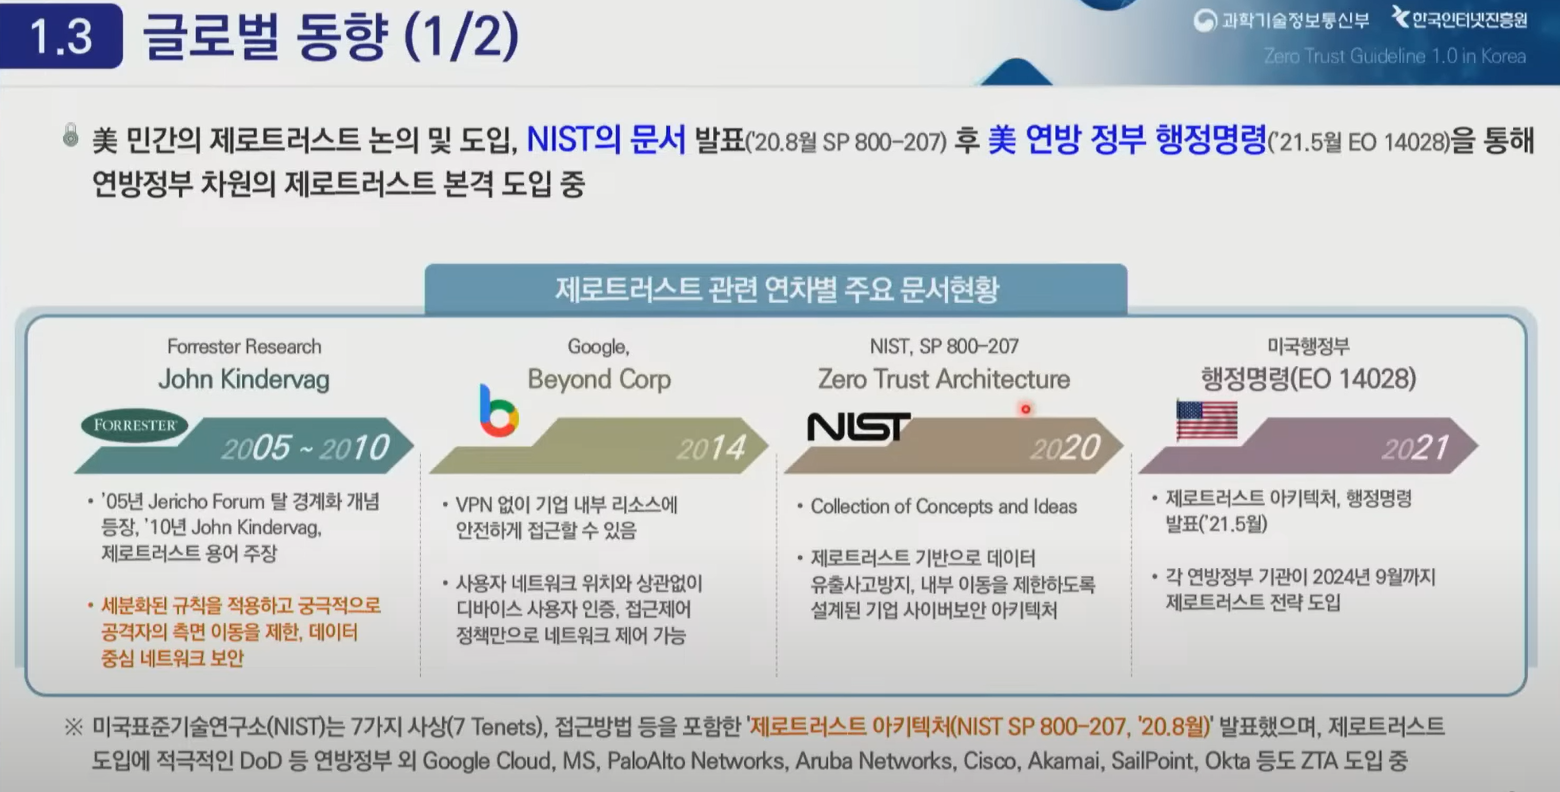 1.3 글로벌 동향 (1/2)
과학기술정보통신부 한국인터넷진흥원
Zero Trust Guideline 1.0 in Korea
美 민간의 제로트러스트 논의 및 도입, NIST의 문서 발표('20.8월 SP 800-207) 후 美 연방 정부 행정명령('21.5월 EO 14028)을 통해
연방정부 차원의 제로트러스트 본격 도입 중
제로트러스트 관련 연차별 주요 문서현황
Forrester Research
John Kindervag
FORRESTER
2005 ~ 2010
• '05년 Jericho Forum 탈 경계화 개념
등장, '10년 John Kindervag,
제로트러스트 용어 주장
• 세분화된 규칙을 적용하고 궁극적으로
공격자의 측면 이동을 제한, 데이터
중심 네트워크 보안
Google,
Beyond Corp
2014
• VPN 없이 기업 내부 리소스에
안전하게 접근할 수 있음
• 사용자 네트워크 위치와 상관없이
디바이스 사용자 인증, 접근제어
정책만으로 네트워크 제어 가능
NIST, SP 800-207
Zero Trust Architecture
NIST
2020
• Collection of Concepts and Ideas
• 제로트러스트 기반으로 데이터
유출사고방지, 내부 이동을 제한하도록
설계된 기업 사이버보안 아키텍처
미국행정부
행정명령(EO 14028)
2021
• 제로트러스트 아키텍처, 행정명령
발표('21.5월)
• 각 연방정부 기관이 2024년 9월까지
제로트러스트 전략 도입
※ 미국표준기술연구소(NIST)는 7가지 사상(7 Tenets), 접근방법 등을 포함한 '제로트러스트 아키텍처(NIST SP 800-207, '20.8월)' 발표했으며, 제로트러스트
도입에 적극적인 DoD 등 연방정부 외 Google Cloud, MS, PaloAlto Networks, Aruba Networks, Cisco, Akamai, SailPoint, Okta 등도 ZTA 도입 중